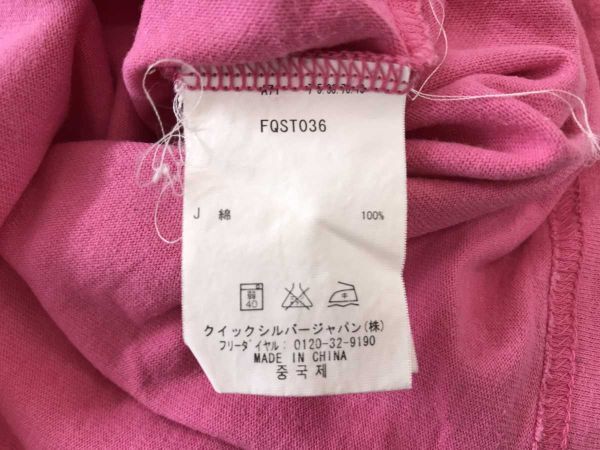 FQST036
J 綿 100%
弱
40
中
クイックシルバージャパン(株)
フリーダイヤル: 0120-32-9190
MADE IN CHINA
중국제